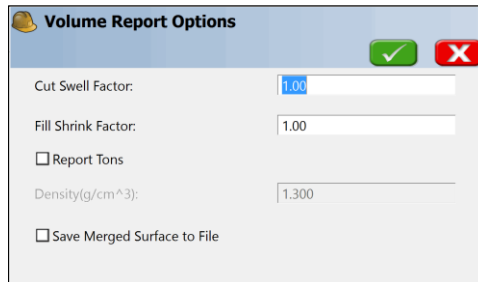 Volume Report Options
Cut Swell Factor: 1.00
Fill Shrink Factor: 1.00
Report Tons
Density(g/cm^3): 1.300
Save Merged Surface to File